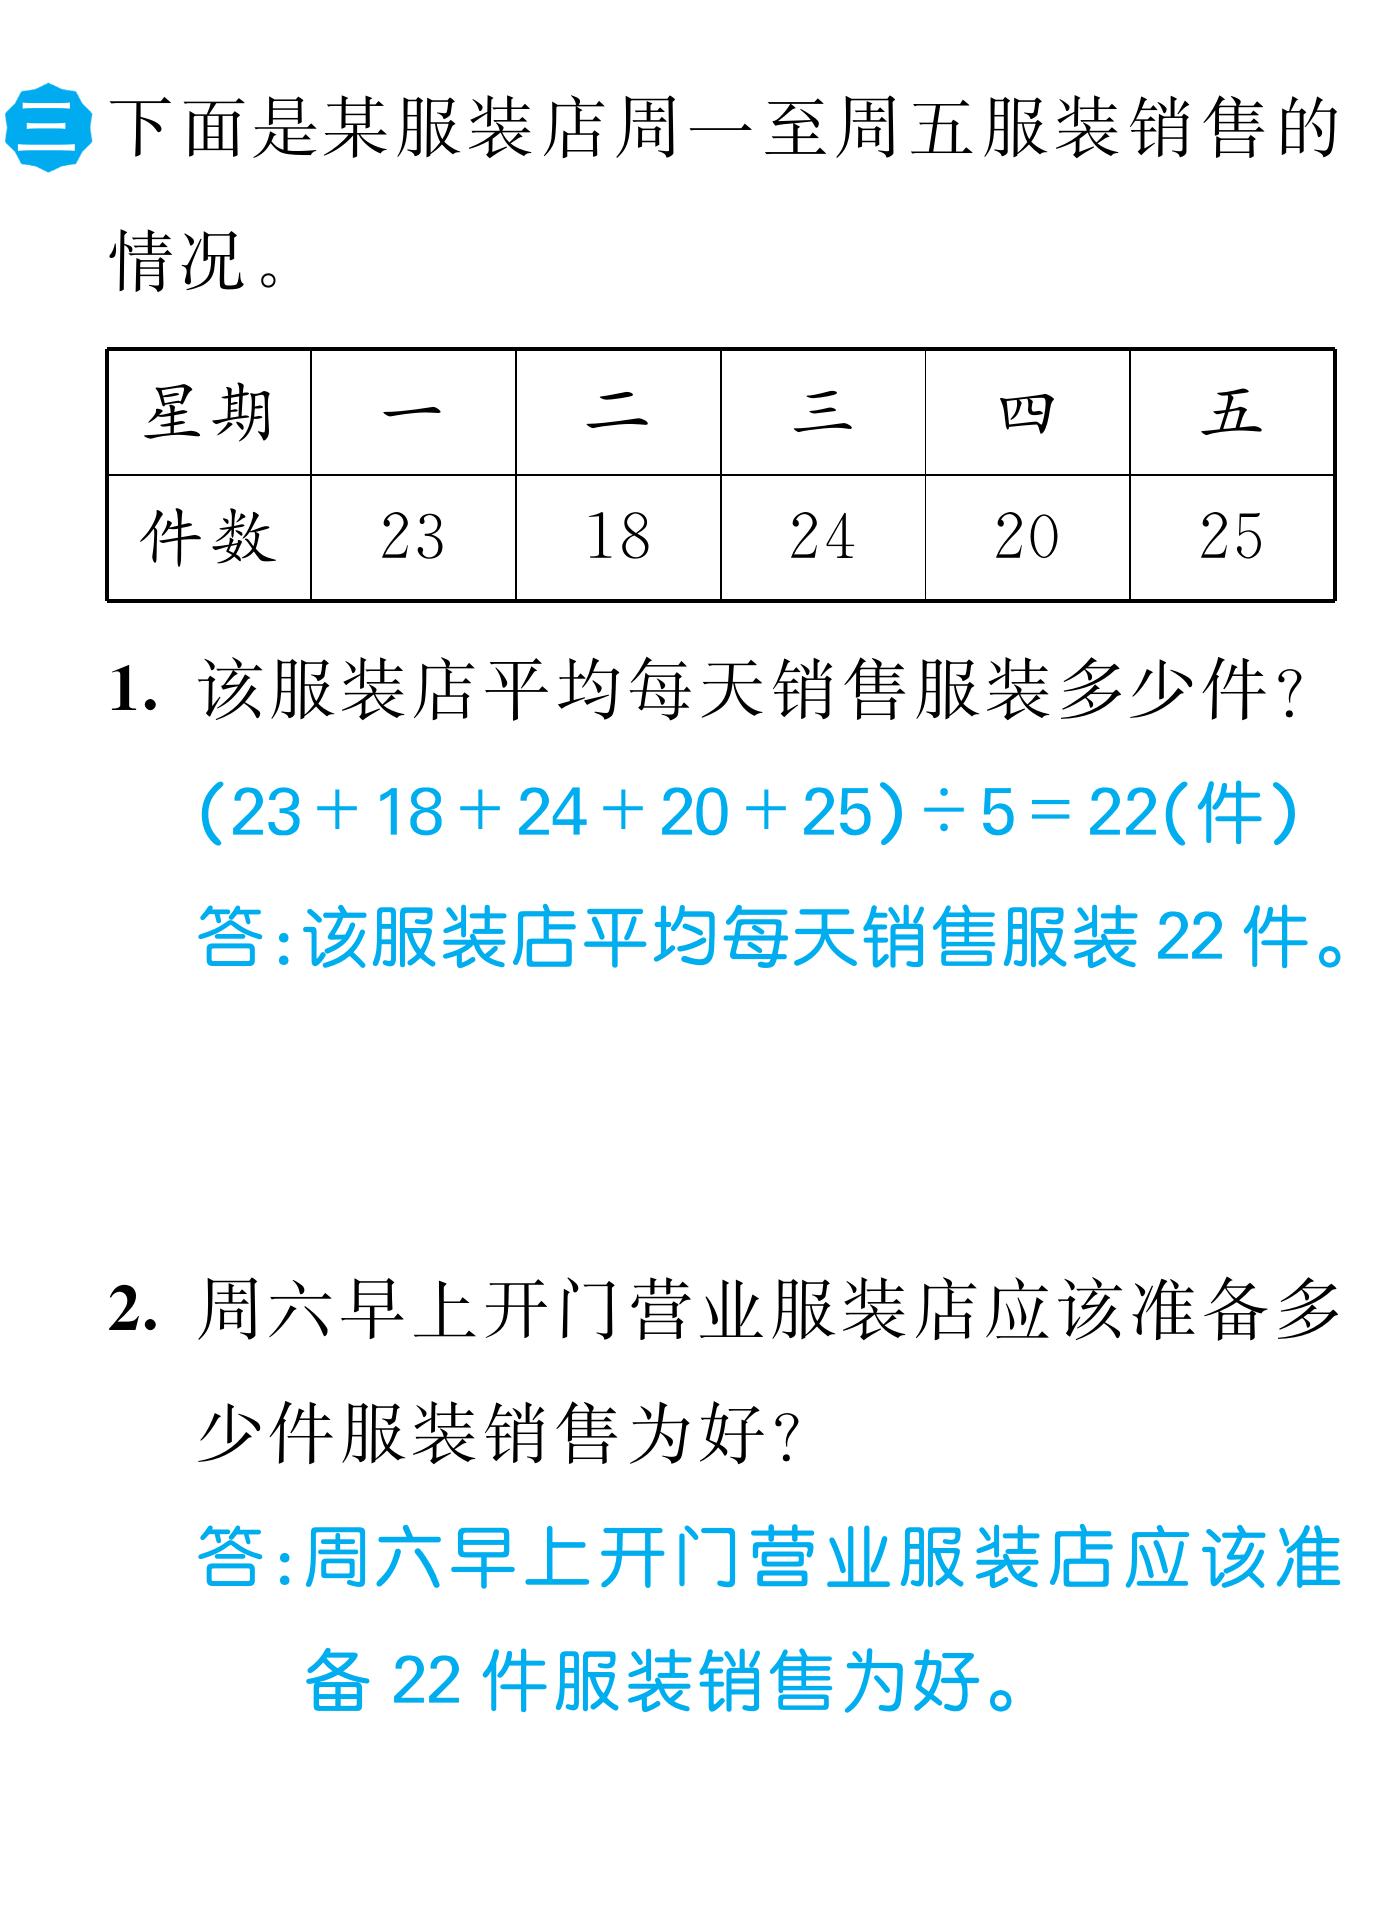 三 下面是某服装店周一至周五服装销售的
情况。
星期 一 二 三 四 五
件数 23 18 24 20 25
1. 该服装店平均每天销售服装多少件?
(23+18+24+20+25)÷5=22(件)
答:该服装店平均每天销售服装 22 件。
2. 周六早上开门营业服装店应该准备多
少件服装销售为好?
答:周六早上开门营业服装店应该准
备 22 件服装销售为好。